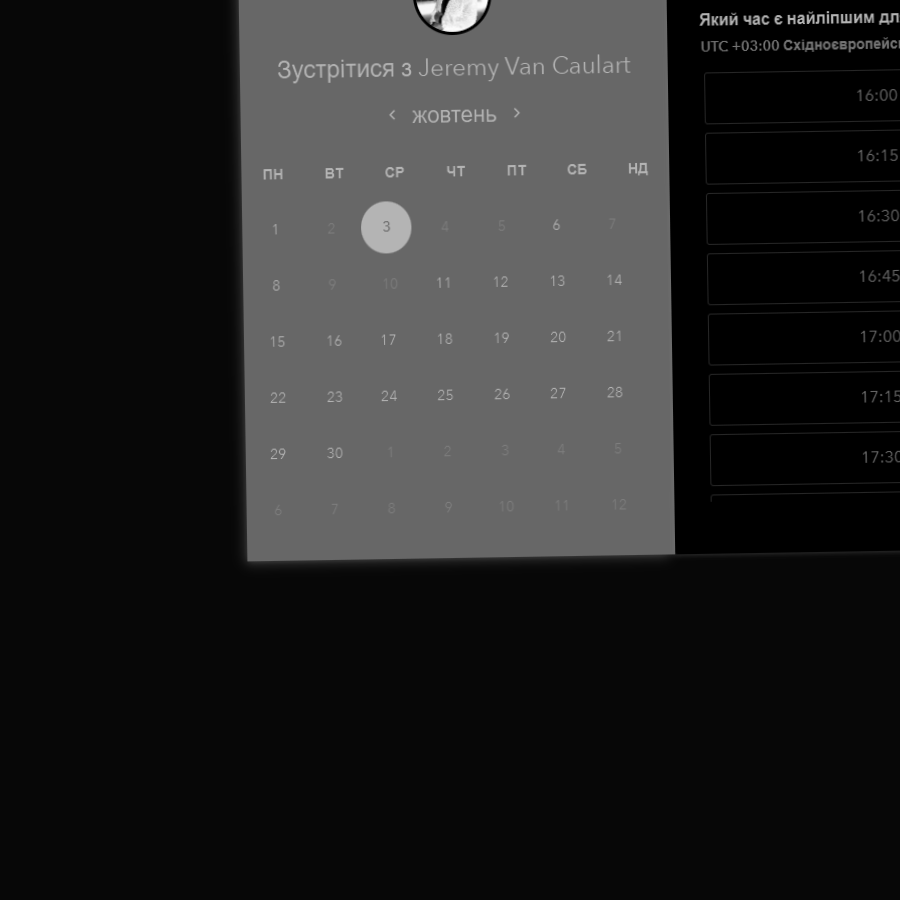 Зустрітися з Jeremy Van Caulart
‹ жовтень ›
ПН ВТ СР ЧТ ПТ СБ НД
1 2 3 4 5 6 7
8 9 10 11 12 13 14
15 16 17 18 19 20 21
22 23 24 25 26 27 28
29 30 1 2 3 4 5
6 7 8 9 10 11 12
Який час є найліпшим дл
UTC +03:00 Східноєвропейс
16:00
16:15
16:30
16:45
17:00
17:15
17:30